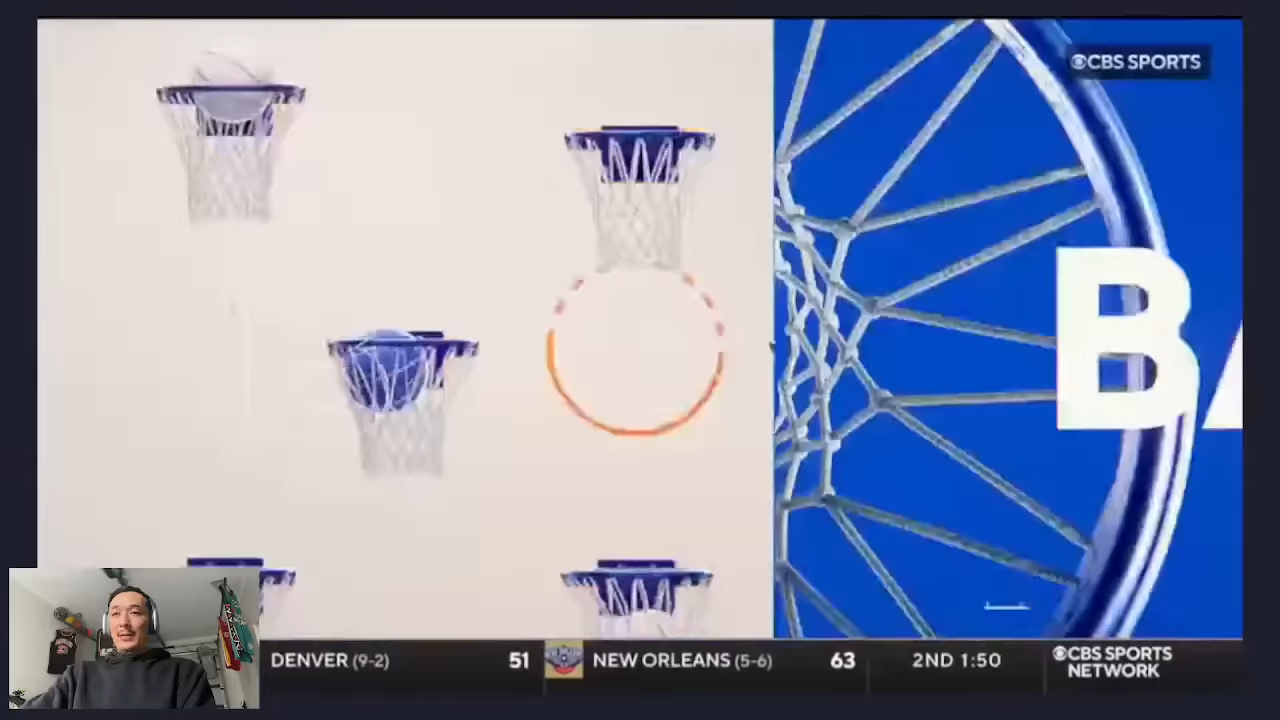 CBS SPORTS
BA
DENVER (9-2) 51 NEW ORLEANS (5-6) 63 2ND 1:50
CBS SPORTS
NETWORK